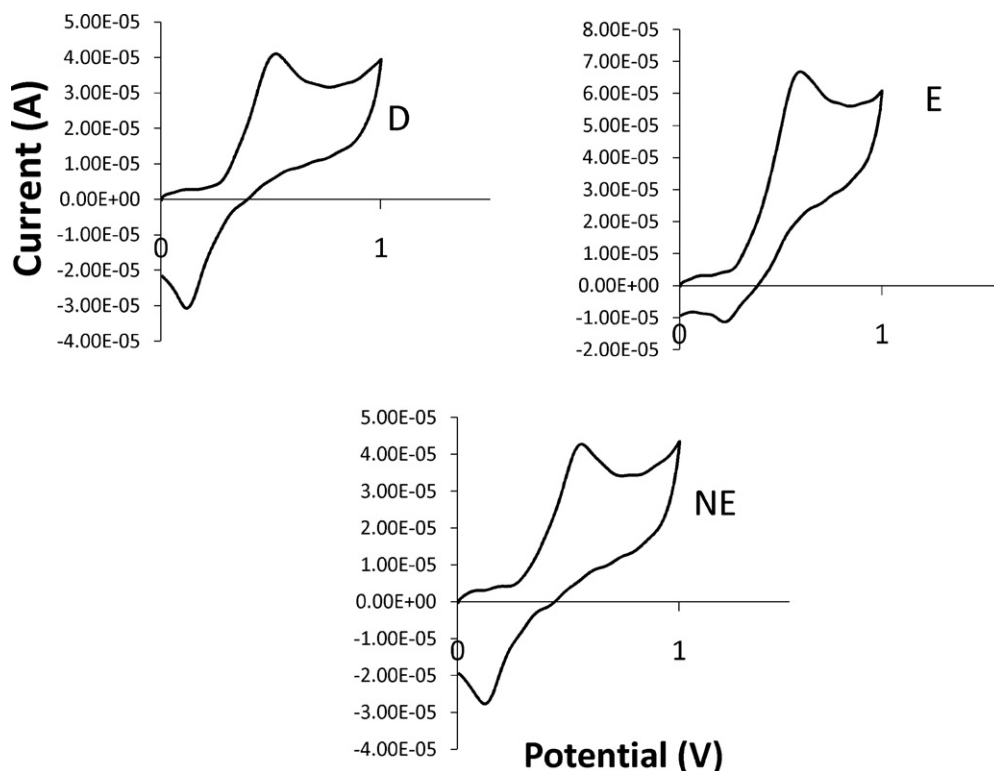 Current (A)
5.00E-05
4.00E-05
3.00E-05
2.00E-05
1.00E-05
0.00E+00
-1.00E-05
-2.00E-05
-3.00E-05
-4.00E-05
0
1
D
8.00E-05
7.00E-05
6.00E-05
5.00E-05
4.00E-05
3.00E-05
2.00E-05
1.00E-05
0.00E+00
-1.00E-05
-2.00E-05
0
1
E
5.00E-05
4.00E-05
3.00E-05
2.00E-05
1.00E-05
0.00E+00
-1.00E-05
-2.00E-05
-3.00E-05
-4.00E-05
0
1
NE
Potential (V)